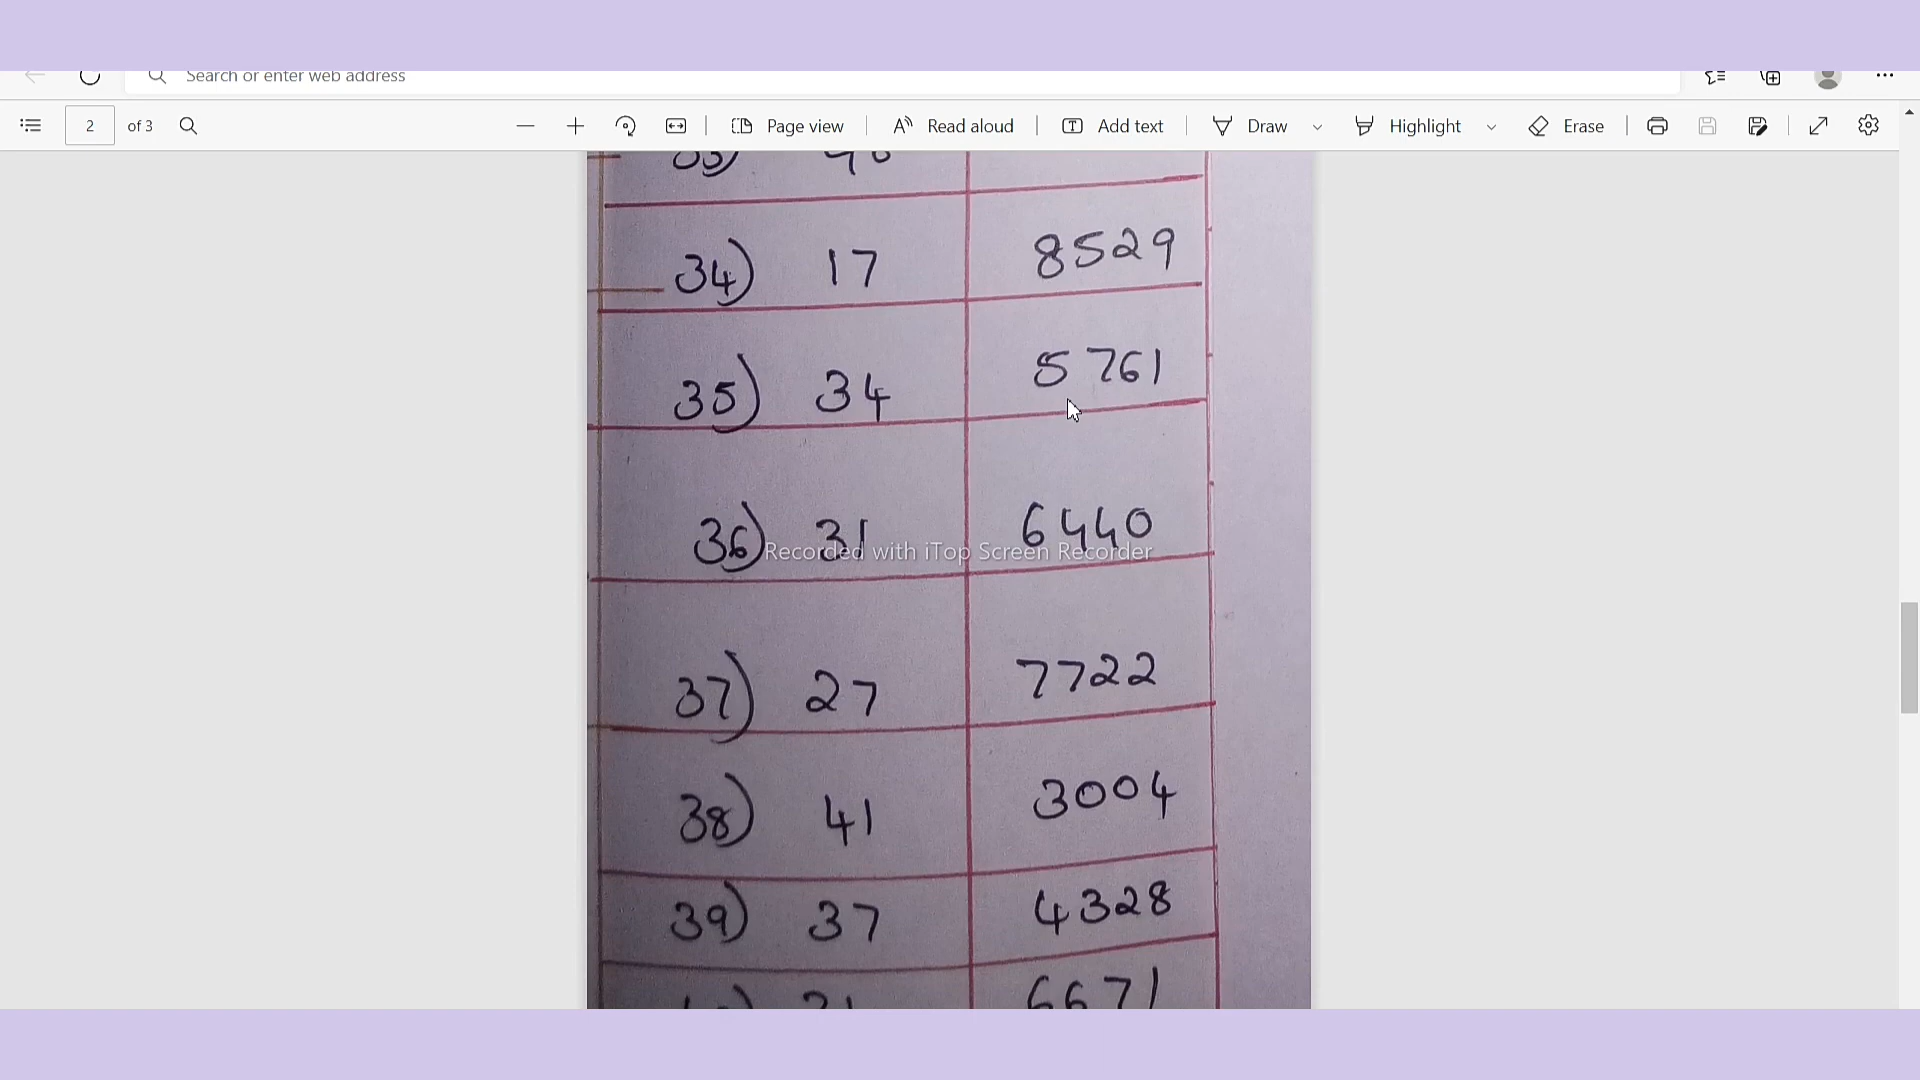 Search or enter web address
2 of 3 Page view Read aloud Add text Draw Highlight Erase
34) 17 8529
35) 34 5761
36) 31 6440
Recorded with iTop Screen Recorder
37) 27 7722
38) 41 3004
39) 37 4328
6671